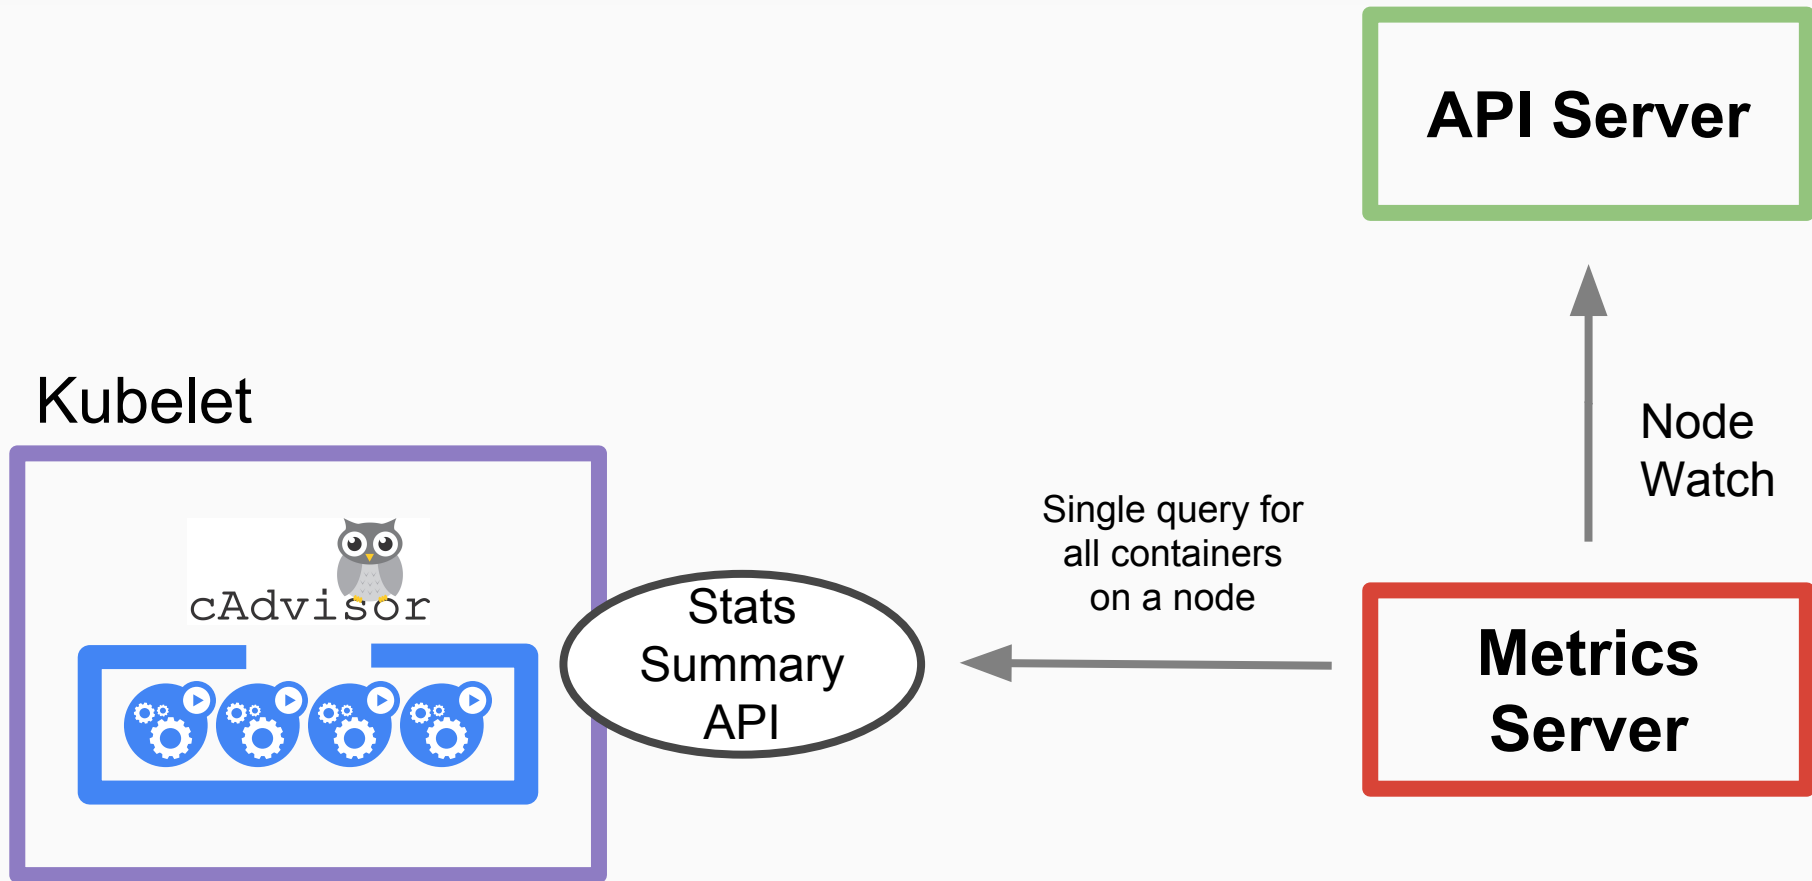 API Server
Kubelet
Node
Watch
Single query for
all containers
on a node
cAdvisor
Stats
Summary
API
Metrics
Server